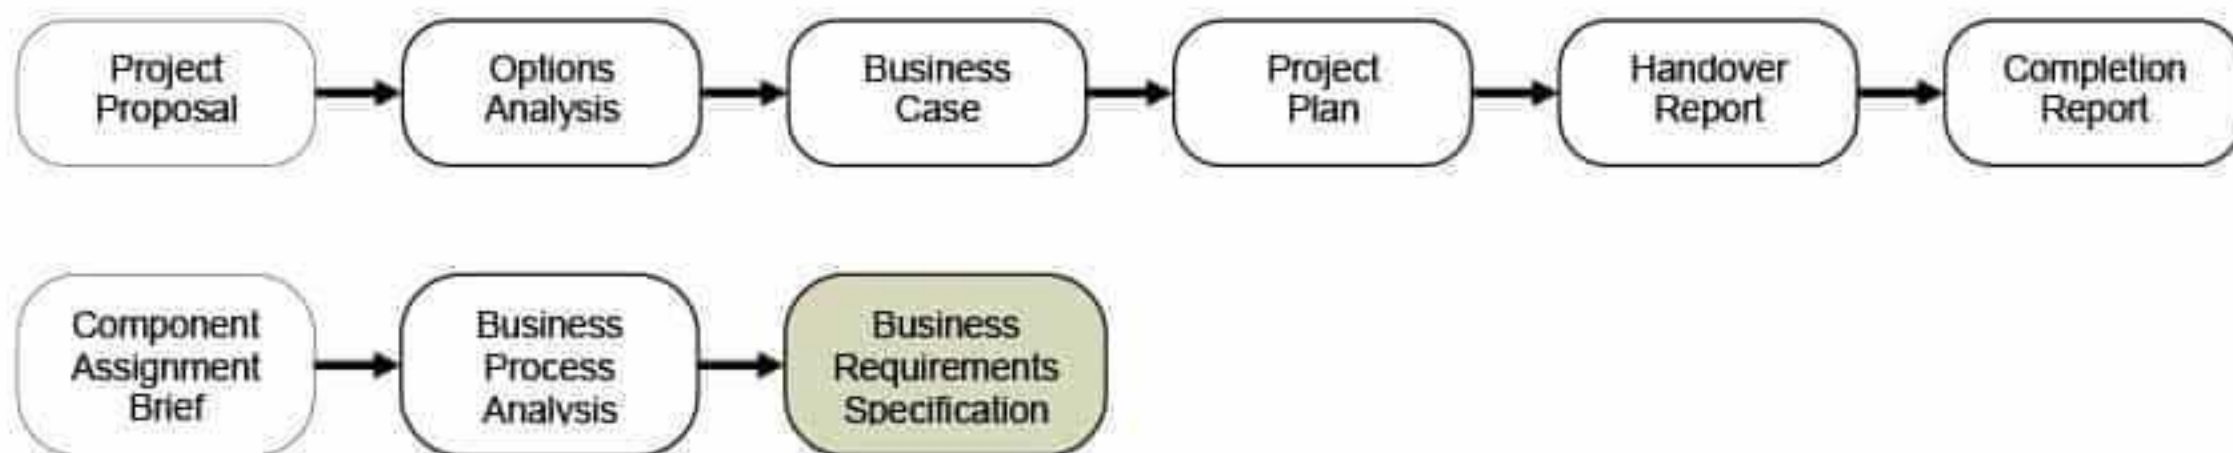 Project
Proposal
Options
Analysis
Business
Case
Project
Plan
Handover
Report
Completion
Report
Component
Assignment
Brief
Business
Process
Analysis
Business
Requirements
Specification